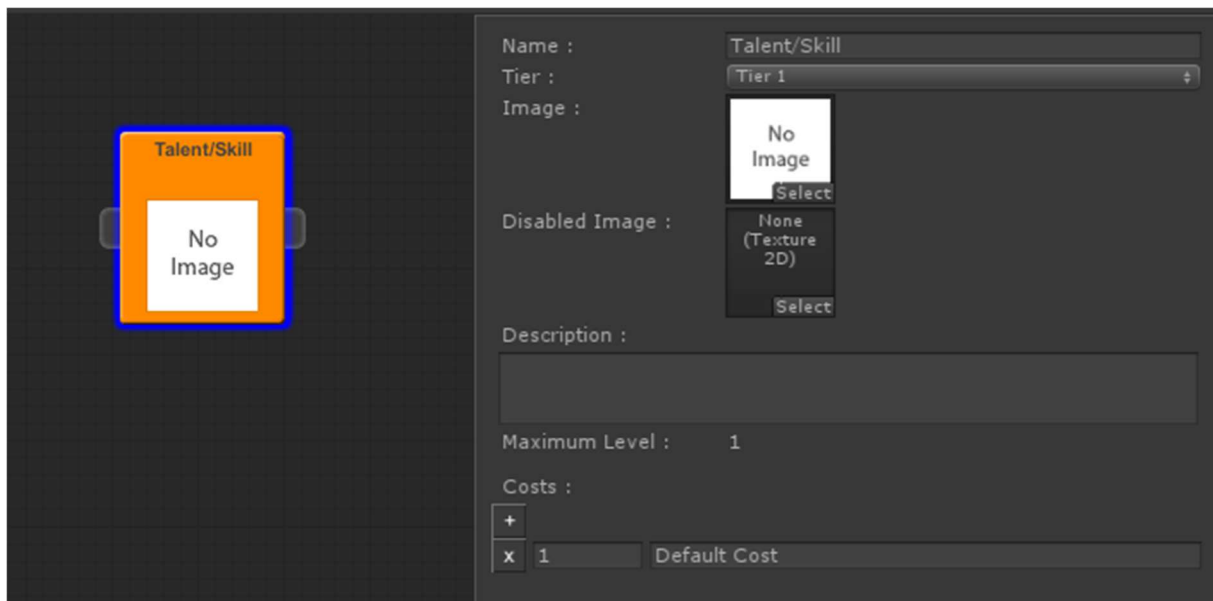 Talent/Skill
No
Image
Name :
Talent/Skill
Tier :
Tier 1
Image :
No
Image
Select
Disabled Image :
None
(Texture
2D)
Select
Description :
Maximum Level :
1
Costs :
+
x
1
Default Cost